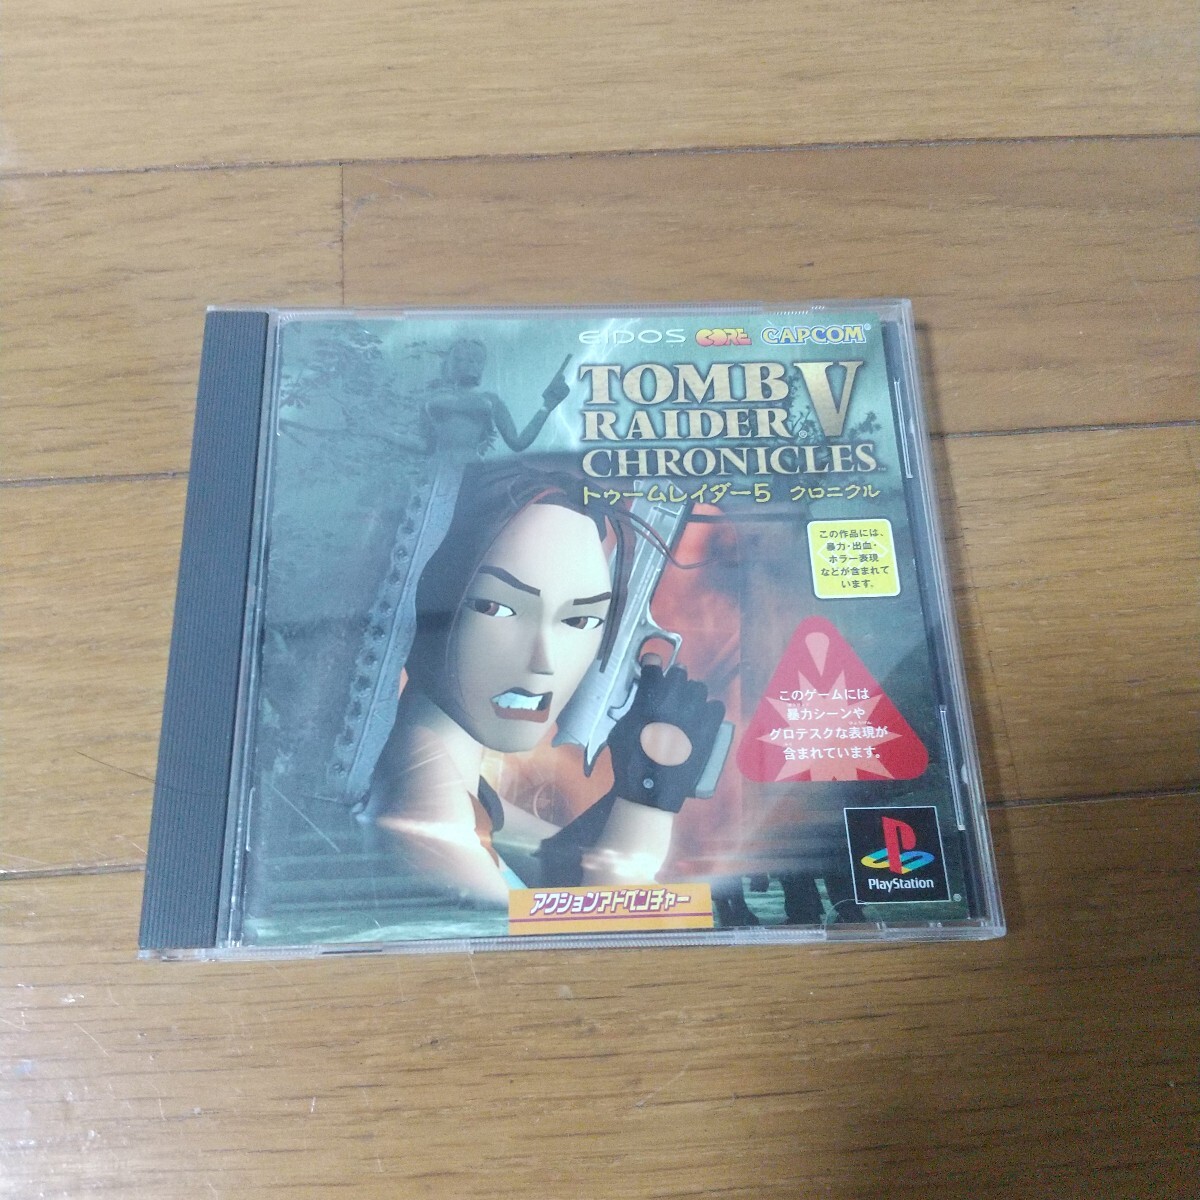 EIDOS CORE CAPCOM®
TOMB V
RAIDER®
CHRONICLES™
トゥームレイダー5 クロニクル
この作品には、
暴力・出血・
ホラー表現
などが含まれて
います。
このゲームには
暴力シーンや
グロテスクな表現が
含まれています。
PlayStation
®
アクションアドベンチャー